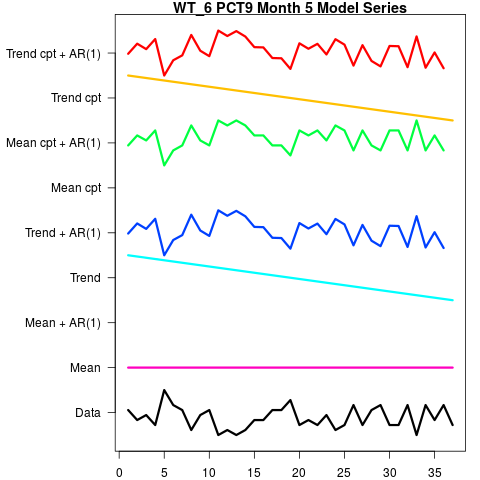 WT_6 PCT9 Month 5 Model Series
Trend cpt + AR(1)
Trend cpt
Mean cpt + AR(1)
Mean cpt
Trend + AR(1)
Trend
Mean + AR(1)
Mean
Data
0 5 10 15 20 25 30 35